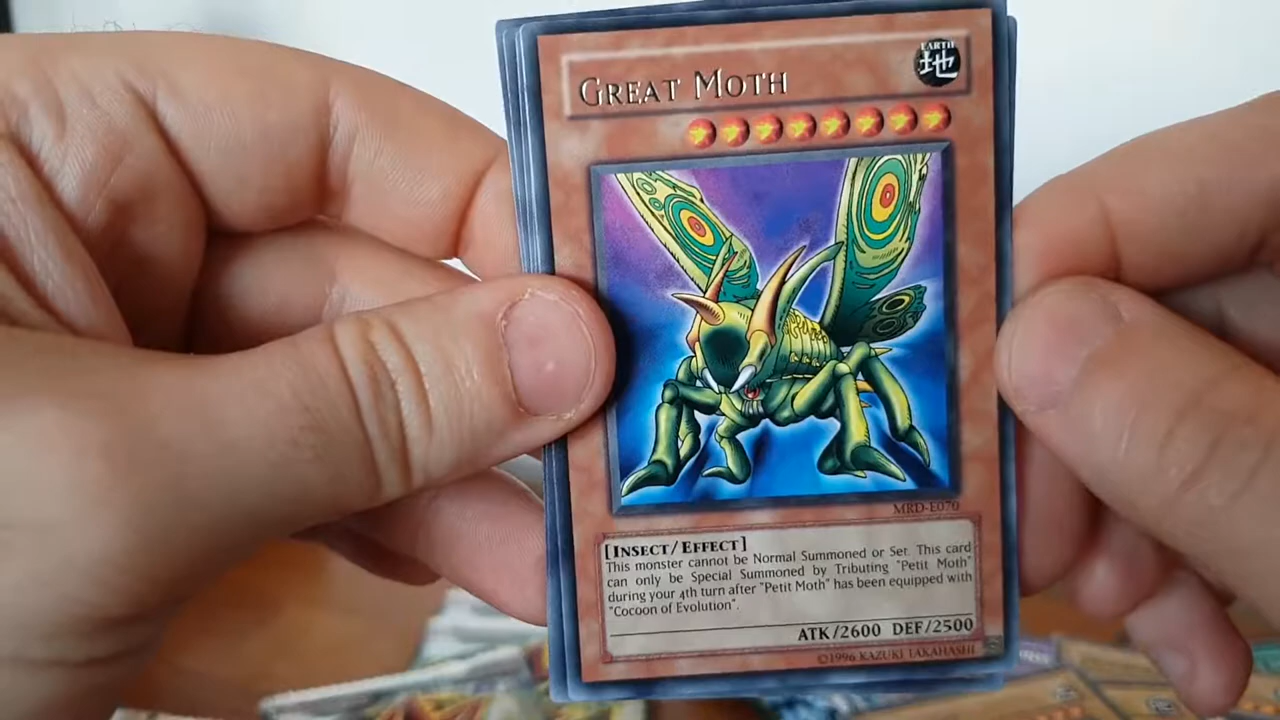 GREAT MOTH
EARTH
地
MRD-E070
[INSECT/EFFECT]
This monster cannot be Normal Summoned or Set. This card
can only be Special Summoned by Tributing "Petit Moth"
during your 4th turn after "Petit Moth" has been equipped with
"Cocoon of Evolution".
ATK/2600 DEF/2500
©1996 KAZUKI TAKAHASHI